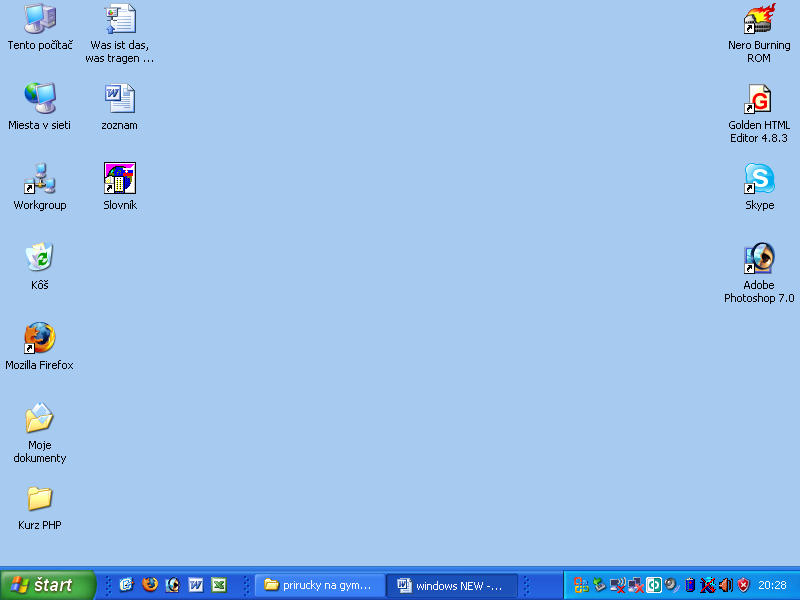 Tento počítač
Was ist das,
was tragen ...
Miesta v sieti
zoznam
Workgroup
Slovník
Kôš
Mozilla Firefox
Moje
dokumenty
Kurz PHP
Nero Burning
ROM
Golden HTML
Editor 4.8.3
Skype
Adobe
Photoshop 7.0
štart
prirucky na gym...
windows NEW -...
20:28